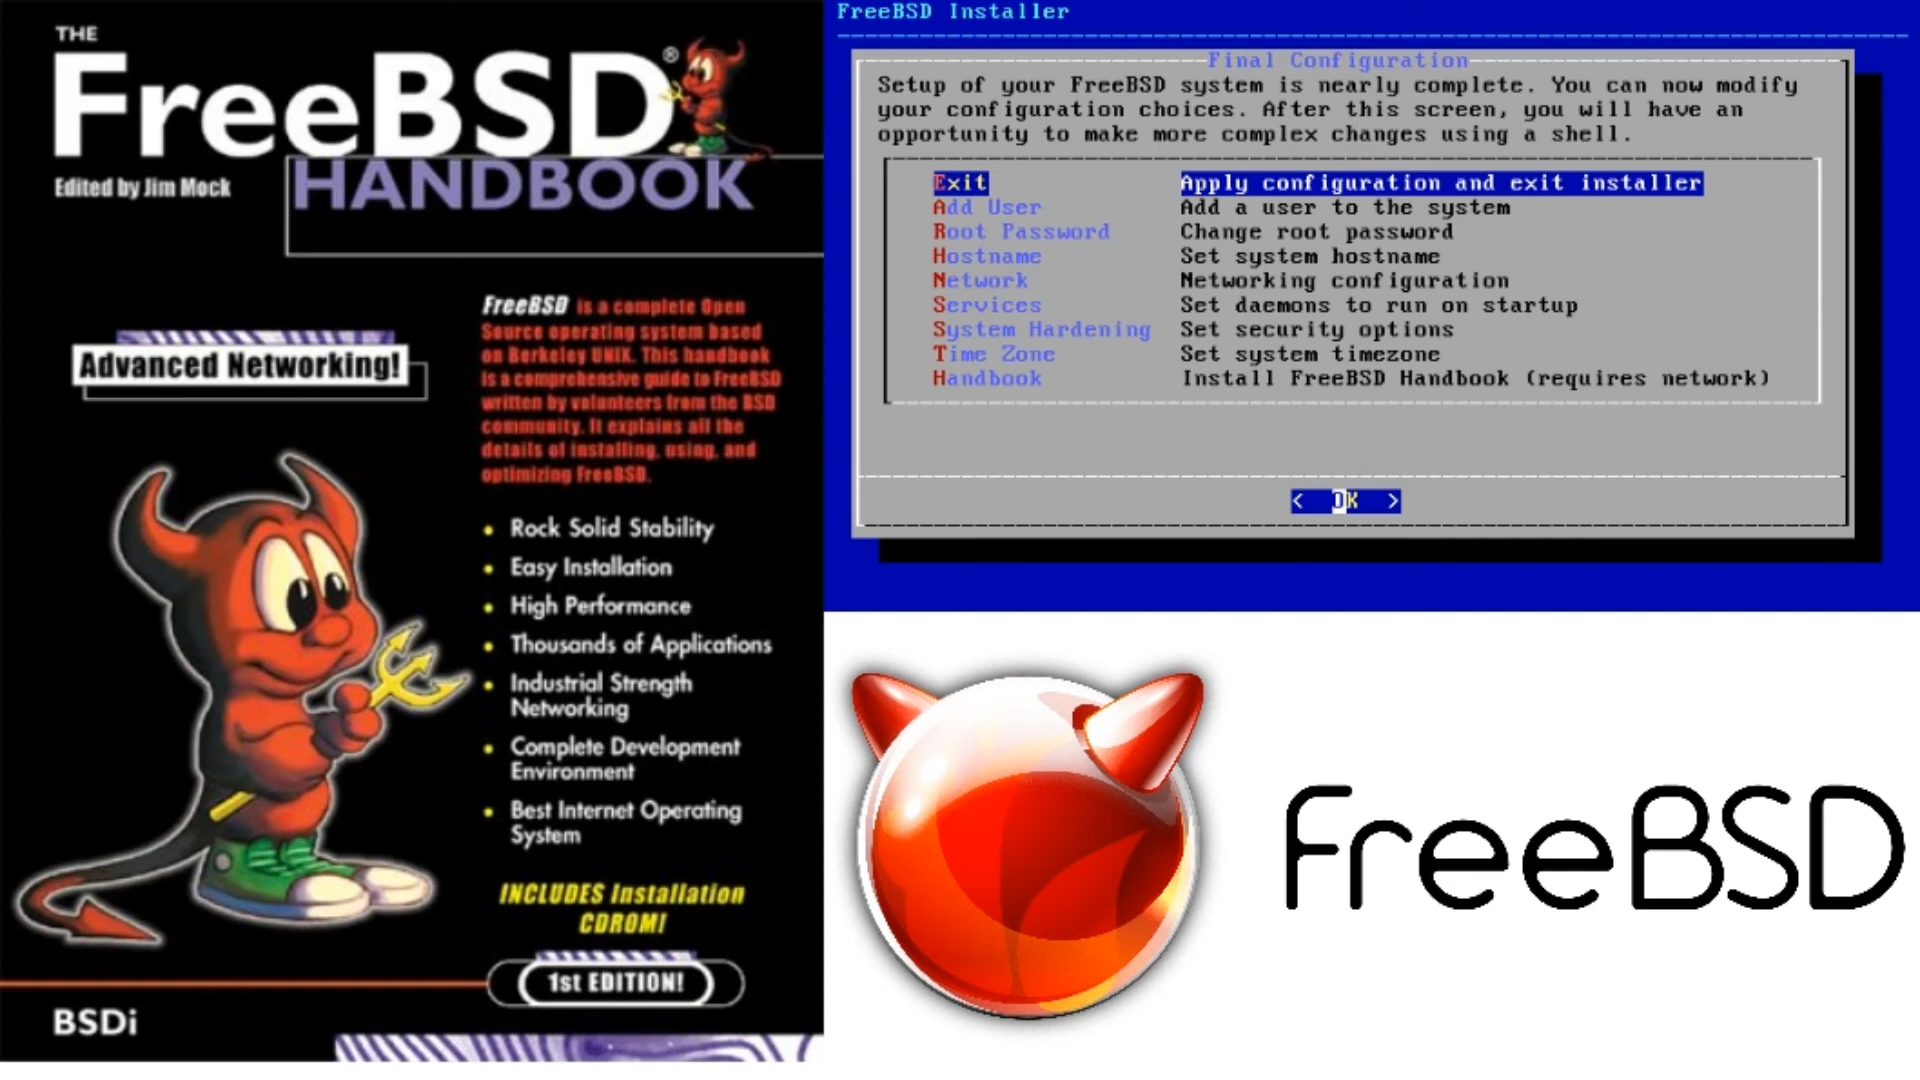 THE
FreeBSD®
HANDBOOK
Edited by Jim Mock
Advanced Networking!
FreeBSD is a complete Open
Source operating system based
on Berkeley UNIX. This handbook
is a comprehensive guide to FreeBSD
written by volunteers from the BSD
community. It explains all the
details of installing, using, and
optimizing FreeBSD.
• Rock Solid Stability
• Easy Installation
• High Performance
• Thousands of Applications
• Industrial Strength
Networking
• Complete Development
Environment
• Best Internet Operating
System
INCLUDES Installation
CDROM!
1st EDITION!
BSDi
FreeBSD Installer
Final Configuration
Setup of your FreeBSD system is nearly complete. You can now modify
your configuration choices. After this screen, you will have an
opportunity to make more complex changes using a shell.
Exit Apply configuration and exit installer
Add User Add a user to the system
Root Password Change root password
Hostname Set system hostname
Network Networking configuration
Services Set daemons to run on startup
System Hardening Set security options
Time Zone Set system timezone
Handbook Install FreeBSD Handbook (requires network)
< OK >
FreeBSD